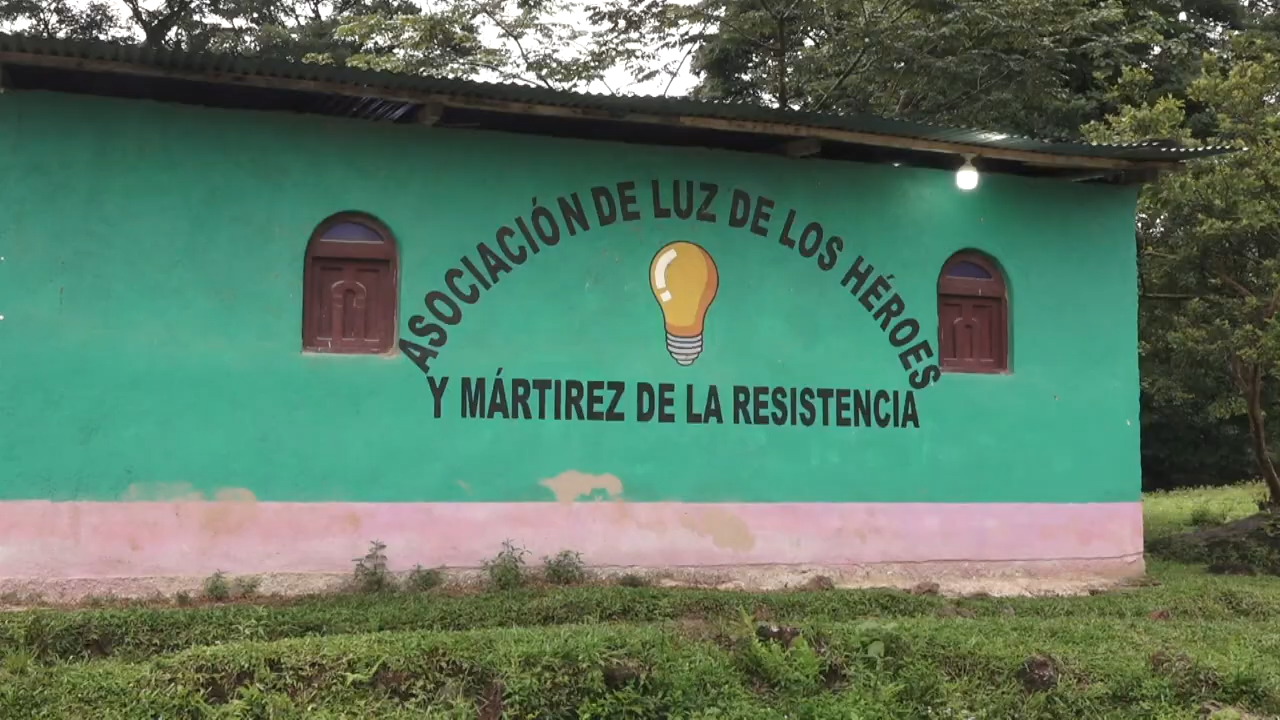 ASOCIACIÓN DE LUZ DE LOS HÉROES
Y MÁRTIREZ DE LA RESISTENCIA